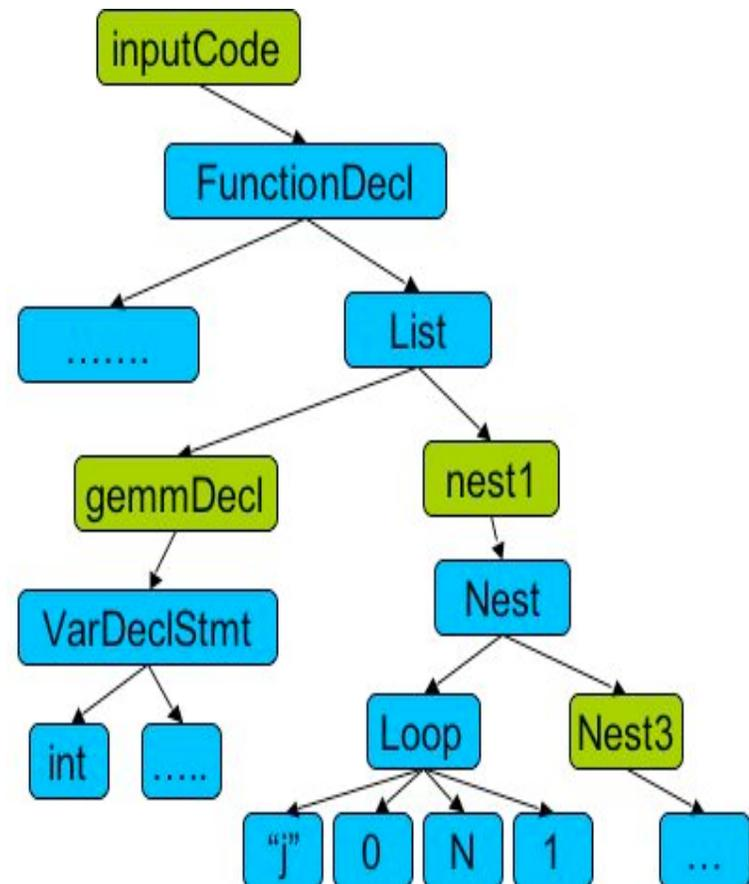 inputCode
FunctionDecl
.......
List
gemmDecl
nest1
VarDeclStmt
Nest
int
.....
Loop
Nest3
“j”
0
N
1
...